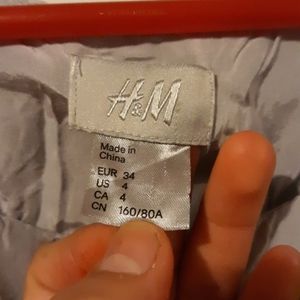 H&M
Made in
China
EUR 34
US 4
CA 4
CN 160/80A